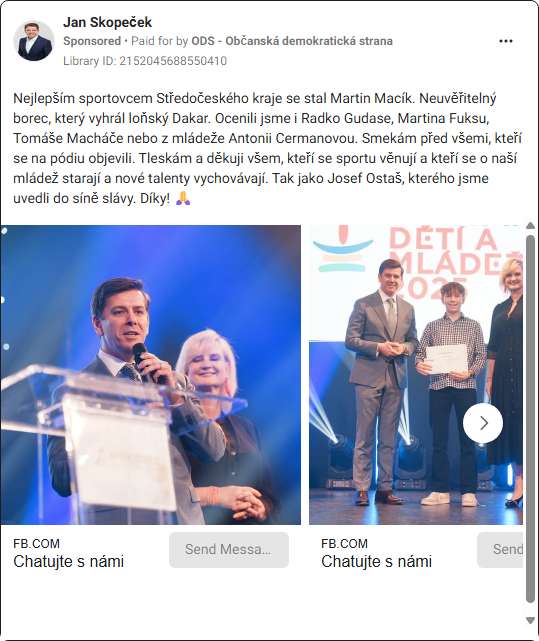 Jan Skopeček
Sponsored • Paid for by ODS - Občanská demokratická strana
Library ID: 2152045688550410
Nejlepším sportovcem Středočeského kraje se stal Martin Macík. Neuvěřitelný
borec, který vyhrál loňský Dakar. Ocenili jsme i Radko Gudase, Martina Fuksu,
Tomáše Macháče nebo z mládeže Antonii Cermanovou. Smekám před všemi, kteří
se na pódiu objevili. Tleskám a děkuji všem, kteří se sportu věnují a kteří se o naší
mládež starají a nové talenty vychovávají. Tak jako Josef Ostaš, kterého jsme
uvedli do síně slávy. Díky! 🙏
DĚTÍ A
MLÁDEŽ
2025
FB.COM
Chatujte s námi
Send Messa...
FB.COM
Chatujte s námi
Send